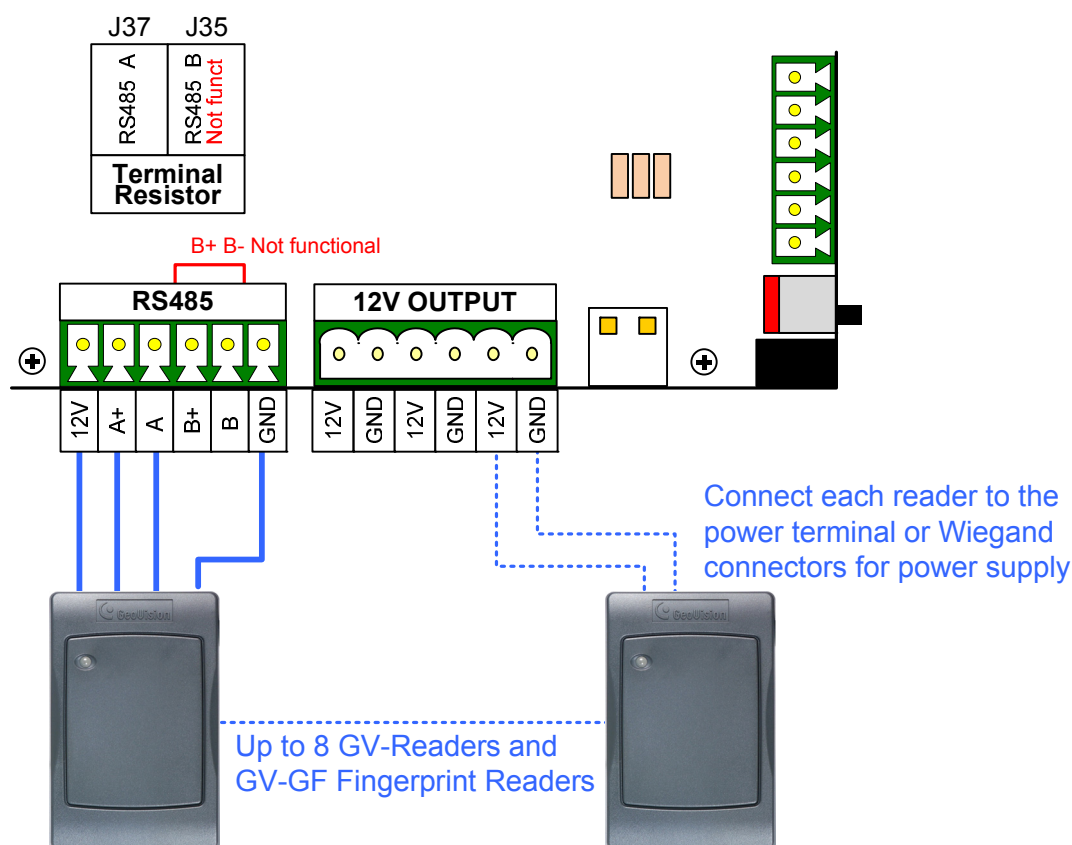 J37 J35
RS485 A
RS485 B
Not funct
Terminal
Resistor
B+ B- Not functional
RS485
12V OUTPUT
12V A+ A B+ B GND
12V GND 12V GND 12V GND
Connect each reader to the
power terminal or Wiegand
connectors for power supply
GeoVision
GeoVision
Up to 8 GV-Readers and
GV-GF Fingerprint Readers